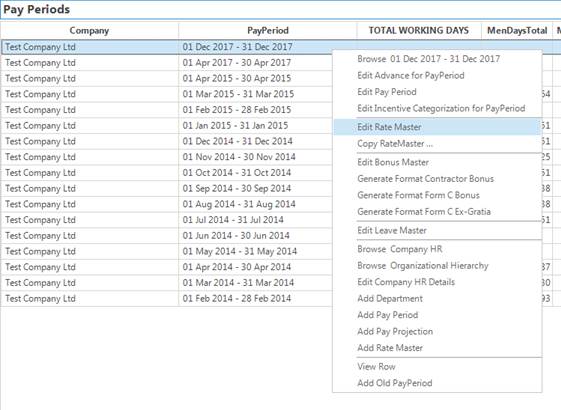 Pay Periods
Company PayPeriod TOTAL WORKING DAYS MenDaysTotal
Test Company Ltd 01 Dec 2017 - 31 Dec 2017
Test Company Ltd 01 Apr 2017 - 30 Apr 2017
Test Company Ltd 01 Apr 2015 - 30 Apr 2015
Test Company Ltd 01 Mar 2015 - 31 Mar 2015 54
Test Company Ltd 01 Feb 2015 - 28 Feb 2015
Test Company Ltd 01 Jan 2015 - 31 Jan 2015 51
Test Company Ltd 01 Dec 2014 - 31 Dec 2014 51
Test Company Ltd 01 Nov 2014 - 30 Nov 2014 25
Test Company Ltd 01 Oct 2014 - 31 Oct 2014 51
Test Company Ltd 01 Sep 2014 - 30 Sep 2014 38
Test Company Ltd 01 Aug 2014 - 31 Aug 2014 38
Test Company Ltd 01 Jul 2014 - 31 Jul 2014 51
Test Company Ltd 01 Jun 2014 - 30 Jun 2014
Test Company Ltd 01 May 2014 - 31 May 2014
Test Company Ltd 01 Apr 2014 - 30 Apr 2014 37
Test Company Ltd 01 Mar 2014 - 31 Mar 2014 30
Test Company Ltd 01 Feb 2014 - 28 Feb 2014 93
Browse 01 Dec 2017 - 31 Dec 2017
Edit Advance for PayPeriod
Edit Pay Period
Edit Incentive Categorization for PayPeriod
Edit Rate Master
Copy RateMaster ...
Edit Bonus Master
Generate Format Contractor Bonus
Generate Format Form C Bonus
Generate Format Form C Ex-Gratia
Edit Leave Master
Browse Company HR
Browse Organizational Hierarchy
Edit Company HR Details
Add Department
Add Pay Period
Add Pay Projection
Add Rate Master
View Row
Add Old PayPeriod